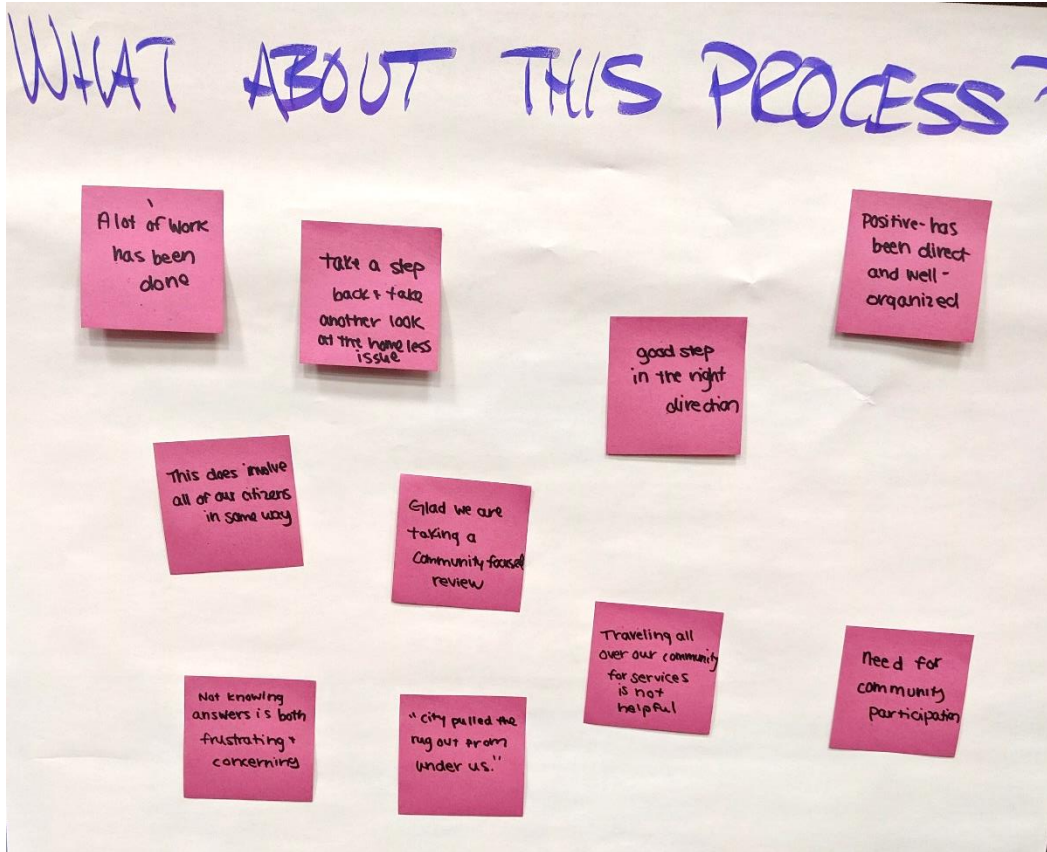 WHAT ABOUT THIS PROCESS?
A lot of work
has been
done
take a step
back + take
another look
at the homeless
issue
Positive - has
been direct
and well-
organized
good step
in the right
direction
This does involve
all of our citizens
in some way
Glad we are
taking a
Community focused
review
Traveling all
over our community
for services
is not
helpful
need for
community
participation
Not knowing
answers is both
frustrating +
concerning
"city pulled the
rug out from
under us."